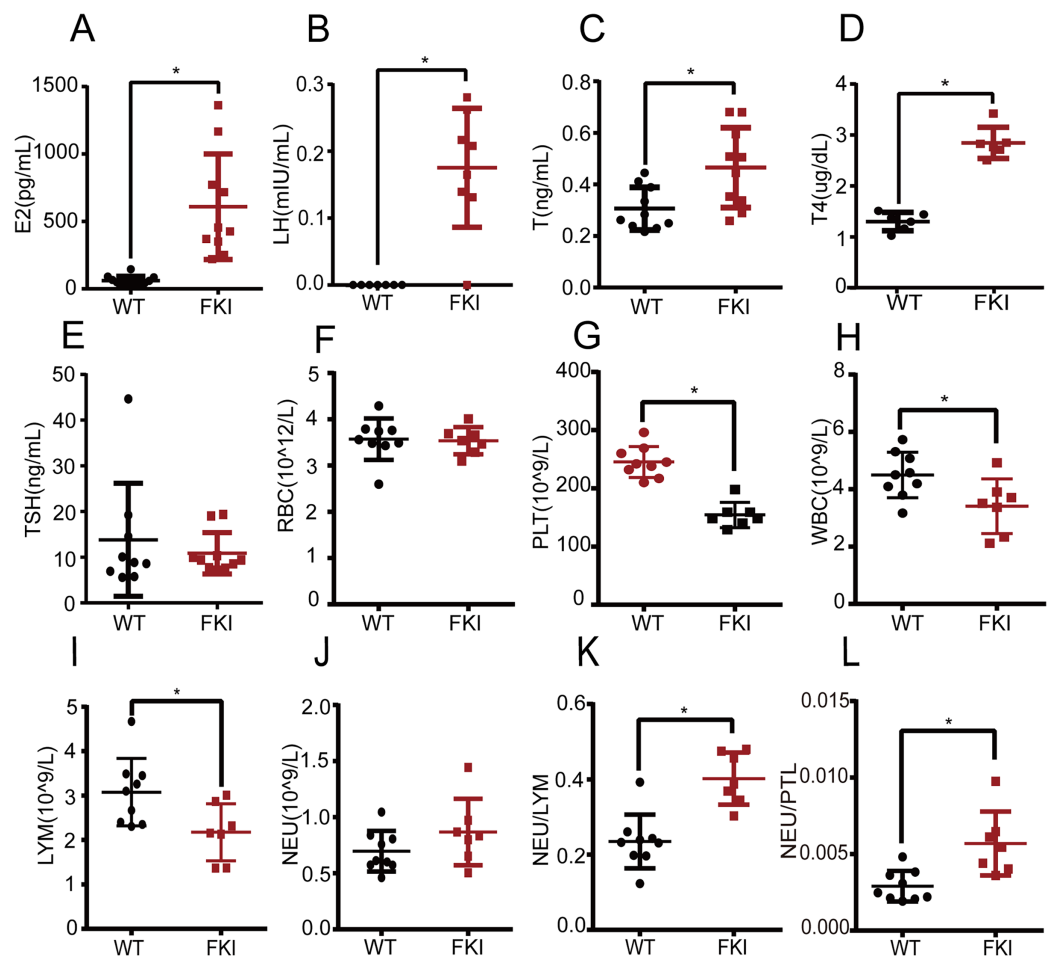 A
E2(pg/mL)
1500
1000
500
0
*
WT
FKI
B
LH(mIU/mL)
0.3
0.2
0.1
0.0
*
WT
FKI
C
T(ng/mL)
0.8
0.6
0.4
0.2
0.0
*
WT
FKI
D
T4(ug/dL)
4
3
2
1
0
*
WT
FKI
E
TSH(ng/mL)
50
40
30
20
10
0
WT
FKI
F
RBC(10^12/L)
5
4
3
2
1
0
WT
FKI
G
PLT(10^9/L)
400
300
200
100
0
*
WT
FKI
H
WBC(10^9/L)
8
6
4
2
0
*
WT
FKI
I
LYM(10^9/L)
5
4
3
2
1
0
*
WT
FKI
J
NEU(10^9/L)
2.0
1.5
1.0
0.5
0.0
WT
FKI
K
NEU/LYM
0.6
0.4
0.2
0.0
*
WT
FKI
L
NEU/PTL
0.015
0.010
0.005
0.000
*
WT
FKI